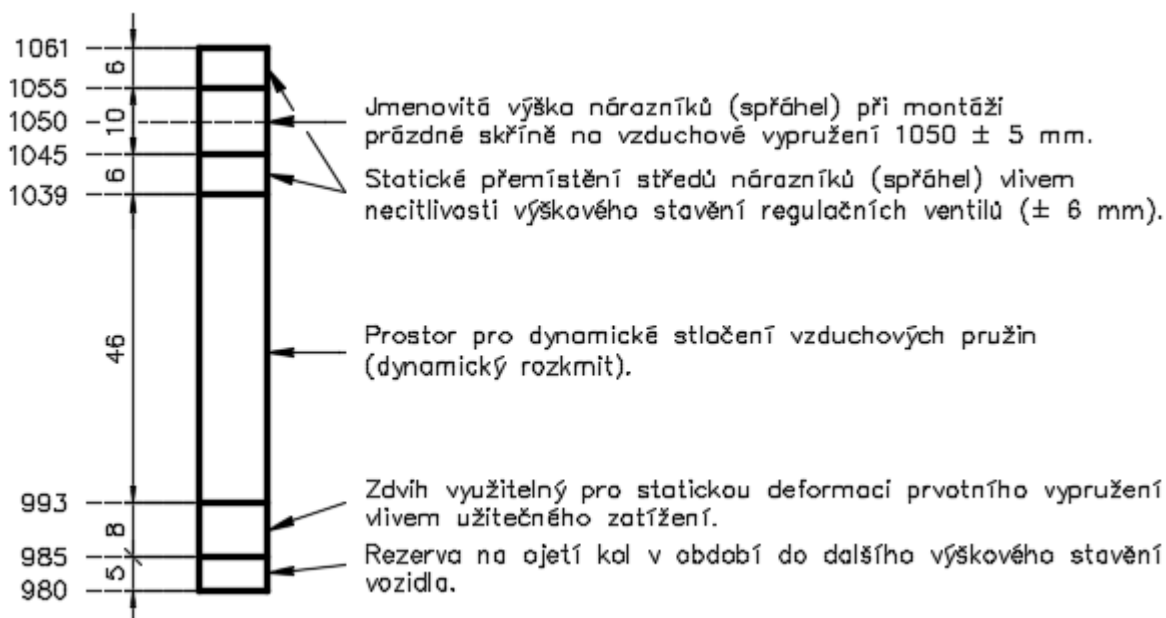 1061
6
1055
1050
10
1045
6
1039
46
993
8
985
5
980
Jmenovitá výška nárazníků (spřáhel) při montáži
prázdné skříně na vzduchové vypružení 1050 ± 5 mm.
Statické přemístění středů nárazníků (spřáhel) vlivem
necitlivosti výškového stavění regulačních ventilů (± 6 mm).
Prostor pro dynamické stlačení vzduchových pružin
(dynamický rozkmit).
Zdvih využitelný pro statickou deformaci prvotního vypružení
vlivem užitečného zatížení.
Rezerva na ojetí kol v období do dalšího výškového stavění
vozidla.